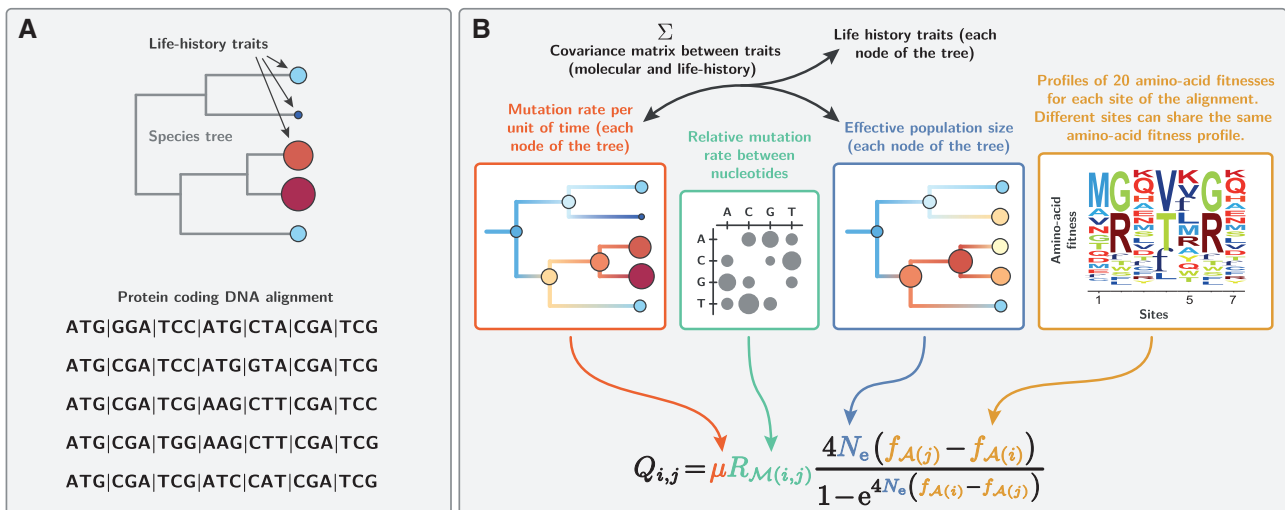 A
Life-history traits
Species tree
Protein coding DNA alignment
ATG|GGA|TCC|ATG|CTA|CGA|TCG
ATG|CGA|TCC|ATG|GTA|CGA|TCG
ATG|CGA|TCG|AAG|CTT|CGA|TCC
ATG|CGA|TGG|AAG|CTT|CGA|TCG
ATG|CGA|TCG|ATC|CAT|CGA|TCG
B
Σ
Covariance matrix between traits
(molecular and life-history)
Life history traits (each
node of the tree)
Mutation rate per
unit of time (each
node of the tree)
Relative mutation
rate between
nucleotides
A C G T
A
C
G
T
Effective population size
(each node of the tree)
Profiles of 20 amino-acid fitnesses
for each site of the alignment.
Different sites can share the same
amino-acid fitness profile.
Amino-acid
fitness
M G V G
R T R
1 5 7
Sites
Q_{i,j} = μ R_{ℳ(i,j)} \frac{4N_e (f_{𝒜(j)} − f_{𝒜(i)})}{1 − e^{4N_e (f_{𝒜(i)} − f_{𝒜(j)})}}